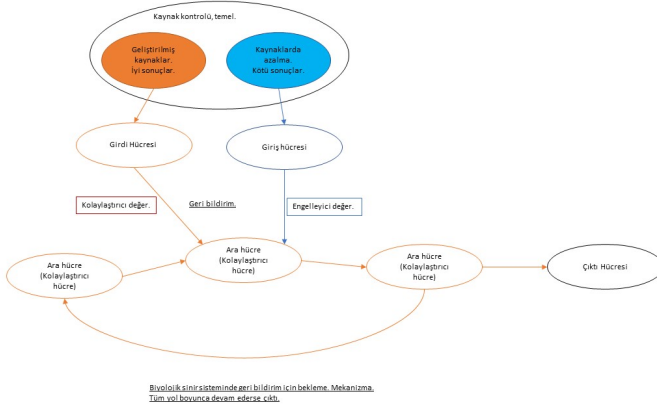 Kaynak kontrolü, temel.
Geliştirilmiş
kaynaklar.
İyi sonuçlar.
Kaynaklarda
azalma.
Kötü sonuçlar.
Girdi Hücresi
Giriş hücresi
Kolaylaştırıcı değer.
Geri bildirim.
Engelleyici değer.
Ara hücre
(Kolaylaştırıcı
hücre)
Ara hücre
(Kolaylaştırıcı
hücre)
Ara hücre
(Kolaylaştırıcı
hücre)
Çıktı Hücresi
Biyolojik sinir sisteminde geri bildirim için bekleme. Mekanizma.
Tüm yol boyunca devam ederse çıktı.